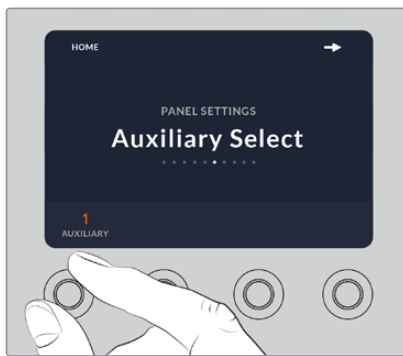 HOME
PANEL SETTINGS
Auxiliary Select
1
AUXILIARY